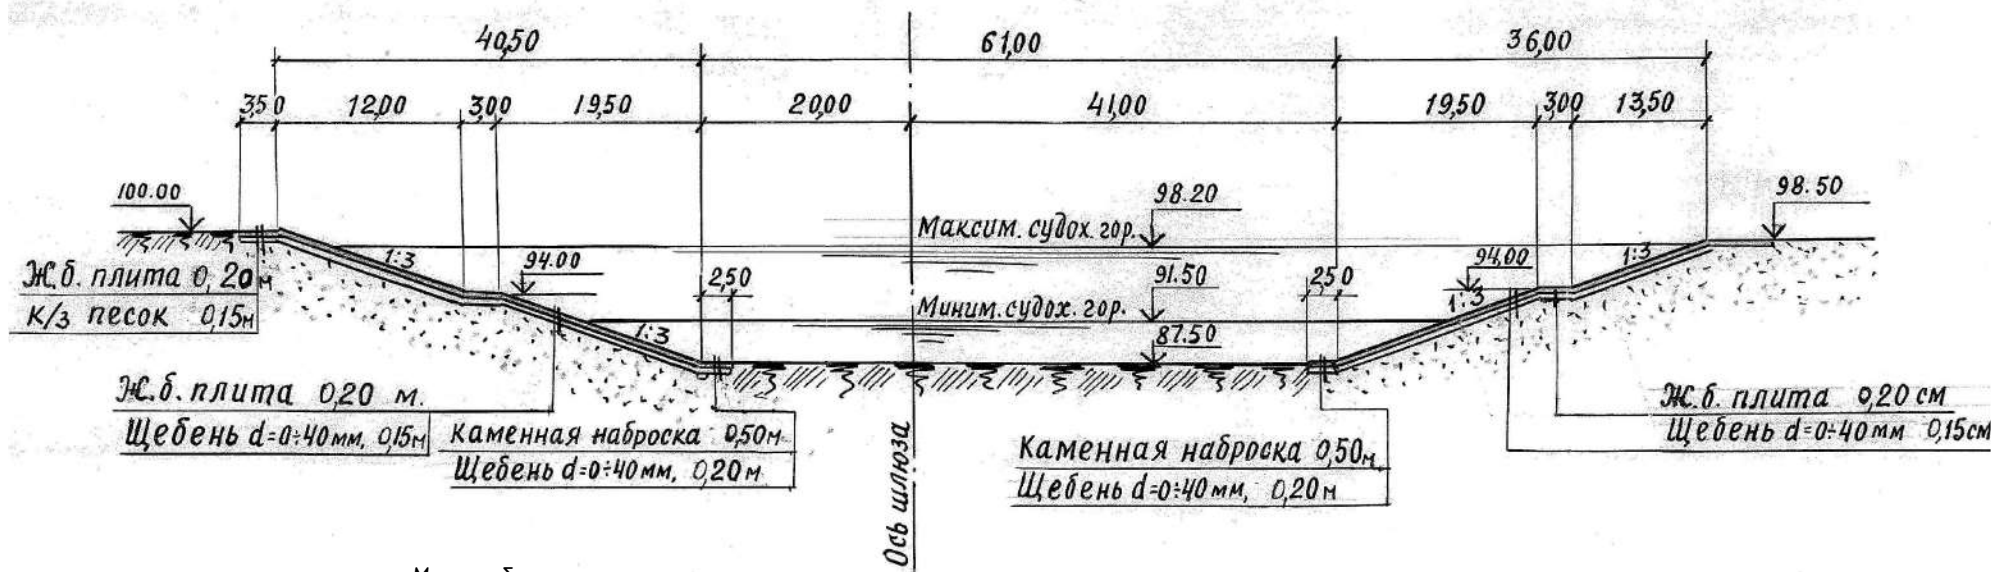 40,50 61,00 36,00
3,50 12,00 3,00 19,50 20,00 41,00 19,50 3,00 13,50
100.00 98.20 98.50
Максим. судох. гор.
1:3 94.00 2,50 91.50 2,50 94,00 1:3
Ж.б. плита 0,20 м
К/з песок 0,15м
Миним. судох. гор.
1:3 87.50 1:3
Ж.б. плита 0,20 м.
Щебень d=0÷40мм, 0,15м
Каменная наброска 0,50м
Щебень d=0÷40мм, 0,20м
Ось шлюза
Каменная наброска 0,50м
Щебень d=0÷40мм, 0,20м
Ж.б. плита 0,20 см
Щебень d=0÷40мм 0,15см